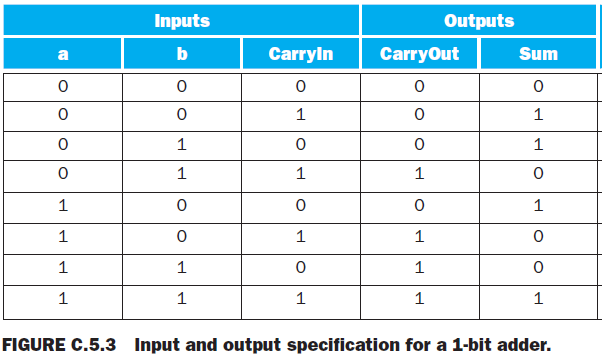 Inputs Outputs
a b CarryIn CarryOut Sum
0 0 0 0 0
0 0 1 0 1
0 1 0 0 1
0 1 1 1 0
1 0 0 0 1
1 0 1 1 0
1 1 0 1 0
1 1 1 1 1
FIGURE C.5.3 Input and output specification for a 1-bit adder.